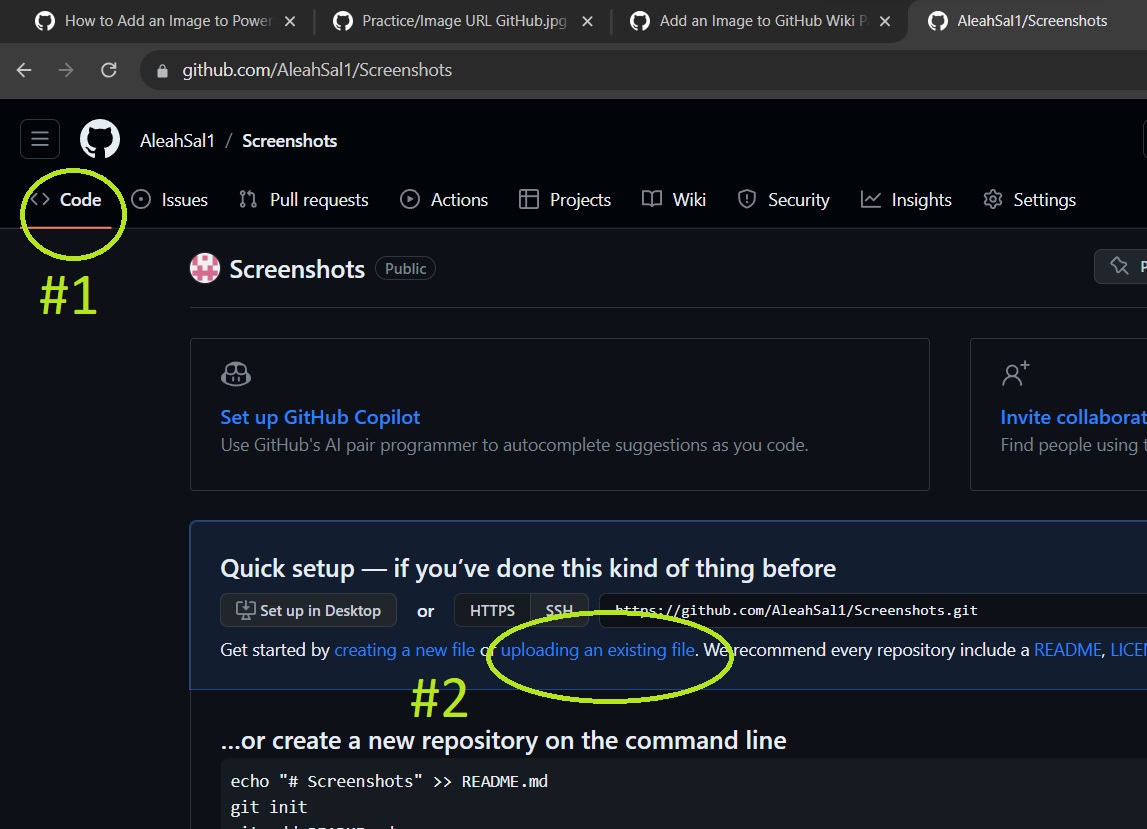 How to Add an Image to Power
Practice/Image URL GitHub.jpg
Add an Image to GitHub Wiki P
AleahSal1/Screenshots
github.com/AleahSal1/Screenshots
AleahSal1 / Screenshots
<> Code Issues Pull requests Actions Projects Wiki Security Insights Settings
#1
Screenshots Public P
Set up GitHub Copilot
Use GitHub's AI pair programmer to autocomplete suggestions as you code.
Invite collaborat
Find people using t
Quick setup — if you’ve done this kind of thing before
Set up in Desktop or HTTPS SSH https://github.com/AleahSal1/Screenshots.git
Get started by creating a new file or uploading an existing file. We recommend every repository include a README, LICEN
#2
...or create a new repository on the command line
echo "# Screenshots" >> README.md
git init